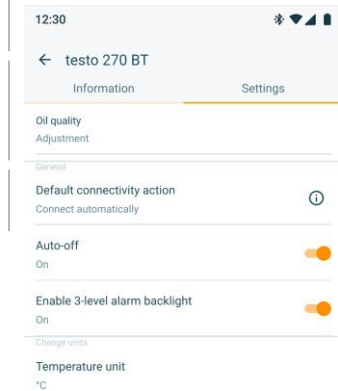 12:30
testo 270 BT
Information Settings
Oil quality
Adjustment
General
Default connectivity action
Connect automatically
Auto-off
On
Enable 3-level alarm backlight
On
Change units
Temperature unit
°C